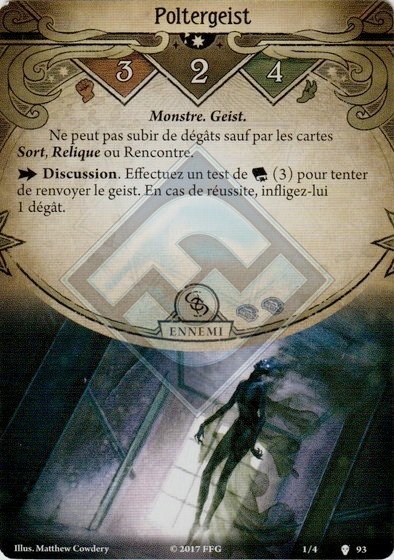 Poltergeist
3 2 4
Monstre. Geist.
Ne peut pas subir de dégâts sauf par les cartes
Sort, Relique ou Rencontre.
Discussion. Effectuez un test de (3) pour tenter
de renvoyer le geist. En cas de réussite, infligez-lui
1 dégât.
ENNEMI
Illus. Matthew Cowdery © 2017 FFG 1/4 93